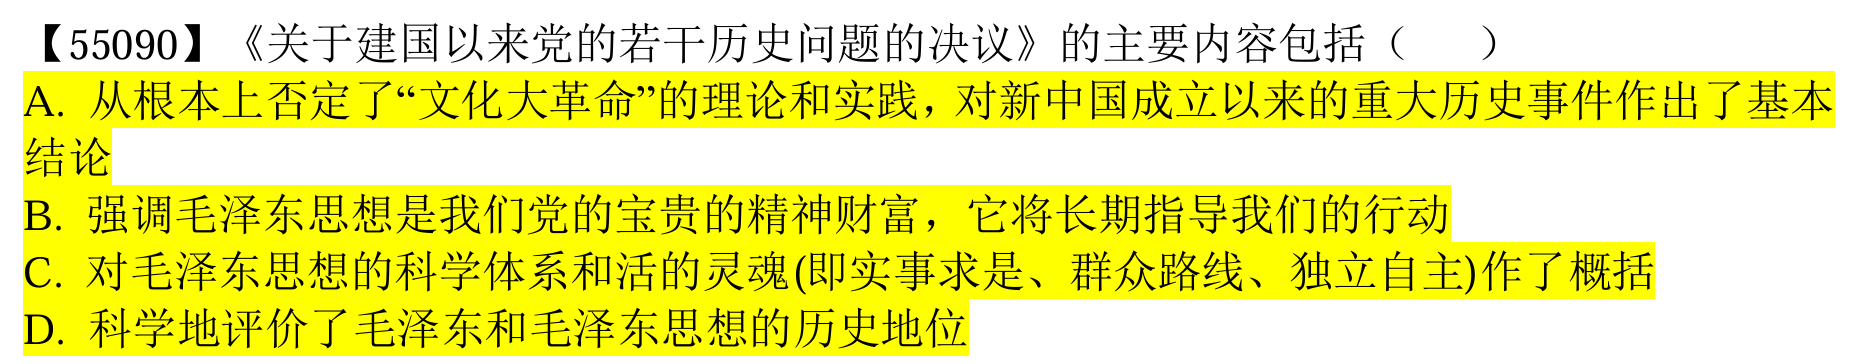 【55090】《关于建国以来党的若干历史问题的决议》的主要内容包括（　　）
A. 从根本上否定了“文化大革命”的理论和实践，对新中国成立以来的重大历史事件作出了基本
结论
B. 强调毛泽东思想是我们党的宝贵的精神财富，它将长期指导我们的行动
C. 对毛泽东思想的科学体系和活的灵魂(即实事求是、群众路线、独立自主)作了概括
D. 科学地评价了毛泽东和毛泽东思想的历史地位